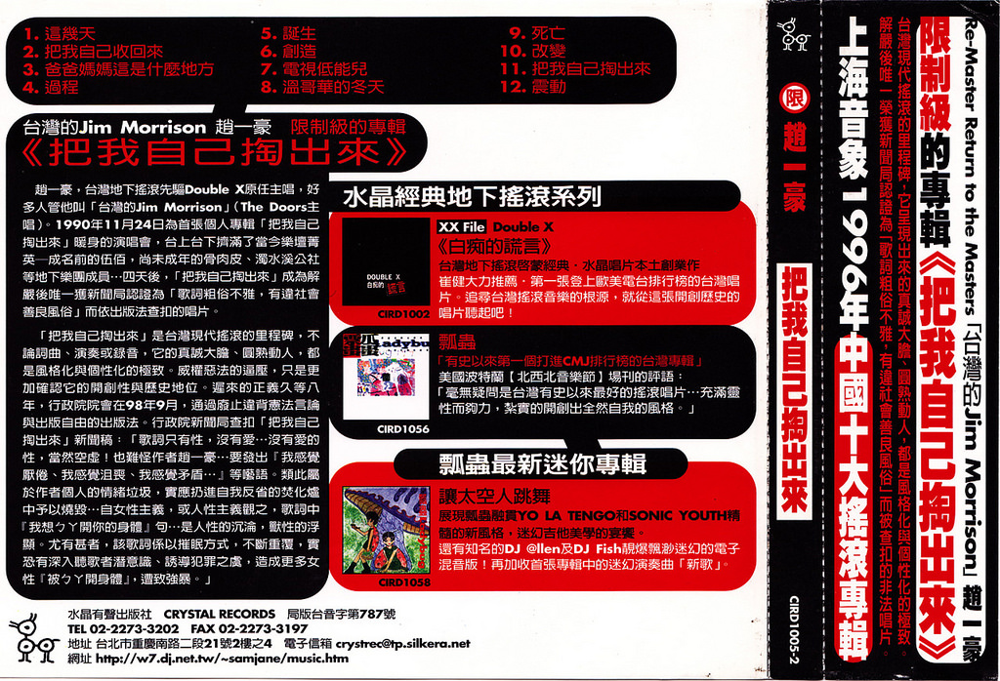 1. 這幾天
2. 把我自己收回來
3. 爸爸媽媽這是什麼地方
4. 過程
5. 誕生
6. 創造
7. 電視低能兒
8. 溫哥華的冬天
9. 死亡
10. 改變
11. 把我自己掏出來
12. 震動
台灣的Jim Morrison 趙一豪 限制級的專輯
《把我自己掏出來》
趙一豪，台灣地下搖滾先驅Double X原任主唱，好
多人管他叫「台灣的Jim Morrison」（The Doors主
唱）。1990年11月24日為首張個人專輯「把我自己
掏出來」暖身的演唱會，台上台下擠滿了當今樂壇菁
英—成名前的伍佰，尚未成年的骨肉皮、濁水溪公社
等地下樂團成員…四天後，「把我自己掏出來」成為解
嚴後唯一獲新聞局認證為「歌詞粗俗不雅，有違社會
善良風俗」而依出版法查扣的唱片。
「把我自己掏出來」是台灣現代搖滾的里程碑，不
論詞曲、演奏或錄音，它的真誠大膽、圓熟動人，都
是風格化與個性化的極致。威權惡法的逼壓，只是更
加確認它的開創性與歷史地位。遲來的正義久等八
年，行政院院會在98年9月，通過廢止違背憲法言論
與出版自由的出版法。行政院新聞局查扣「把我自己
掏出來」新聞稿：「歌詞只有性，沒有愛…沒有愛的
性，當然空虛！也難怪作者趙一豪…要發出『我感覺
厭倦、我感覺沮喪、我感覺矛盾…』等囈語。類此屬
於作者個人的情緒垃圾，實應扔進自我反省的焚化爐
中予以燒毀…自女性主義，或人性主義觀之，歌詞中
『我想ㄅㄚ開你的身體』句…是人性的沉淪，獸性的浮
顯。尤有甚者，該歌詞係以催眠方式，不斷重覆，實
恐有深入聽歌者潛意識、誘導犯罪之虞，造成更多女
性『被ㄅㄚ開身體』，遭致強暴。」
水晶經典地下搖滾系列
DOUBLE X
白痴的謊言
CIRD1002
XX File Double X
《白痴的謊言》
台灣地下搖滾啓蒙經典．水晶唱片本土創業作
崔健大力推薦．第一張登上歐美電台排行榜的台灣唱
片。追尋台灣搖滾音樂的根源，就從這張開創歷史的
唱片聽起吧！
Ladybu
CIRD1056
瓢蟲
「有史以來第一個打進CMJ排行榜的台灣專輯」
美國波特蘭【北西北音樂節】場刊的評語：
「毫無疑問是台灣有史以來最好的搖滾唱片…充滿靈
性而夠力，紮實的開創出全然自我的風格。」
瓢蟲最新迷你專輯
CIRD1058
讓太空人跳舞
展現瓢蟲融貫YO LA TENGO和SONIC YOUTH精
髓的新風格，迷幻吉他美學的宴饗。
還有知名的DJ @llen及DJ Fish靚爆飄渺迷幻的電子
混音版！再加收首張專輯中的迷幻演奏曲「新歌」。
水晶有聲出版社 CRYSTAL RECORDS 局版台音字第787號
TEL 02-2273-3202 FAX 02-2273-3197
地址 台北市重慶南路二段21號2樓之4 電子信箱 crystrec@tp.silkera.net
網址 http://w7.dj.net.tw/~samjane/music.htm
限 趙一豪 把我自己掏出來 CIRD1005-2
Re-Master Return to the Masters「台灣的Jim Morrison」趙一豪
限制級的專輯《把我自己掏出來》
台灣現代搖滾的里程碑，它呈現出來的真誠大膽、圓熟動人，都是風格化與個性化的極致。
解嚴後唯一榮獲新聞局認證為「歌詞粗俗不雅，有違社會善良風俗」而被查扣的非法唱片。
上海音象1996年中國十大搖滾專輯